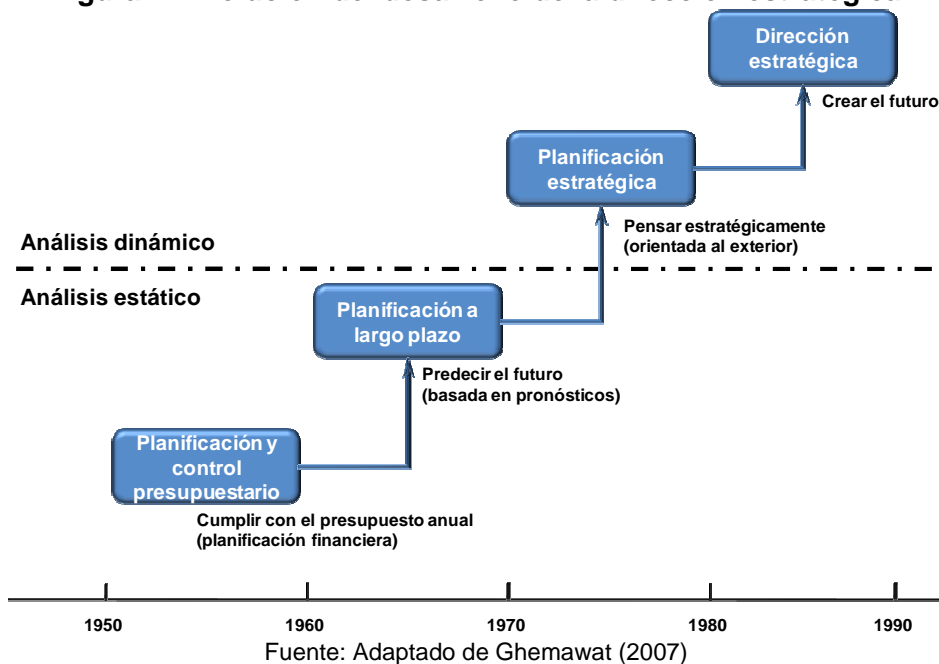 Dirección
estratégica
Crear el futuro
Planificación
estratégica
Pensar estratégicamente
(orientada al exterior)
Análisis dinámico
Análisis estático
Planificación a
largo plazo
Predecir el futuro
(basada en pronósticos)
Planificación y
control
presupuestario
Cumplir con el presupuesto anual
(planificación financiera)
1950 1960 1970 1980 1990
Fuente: Adaptado de Ghemawat (2007)